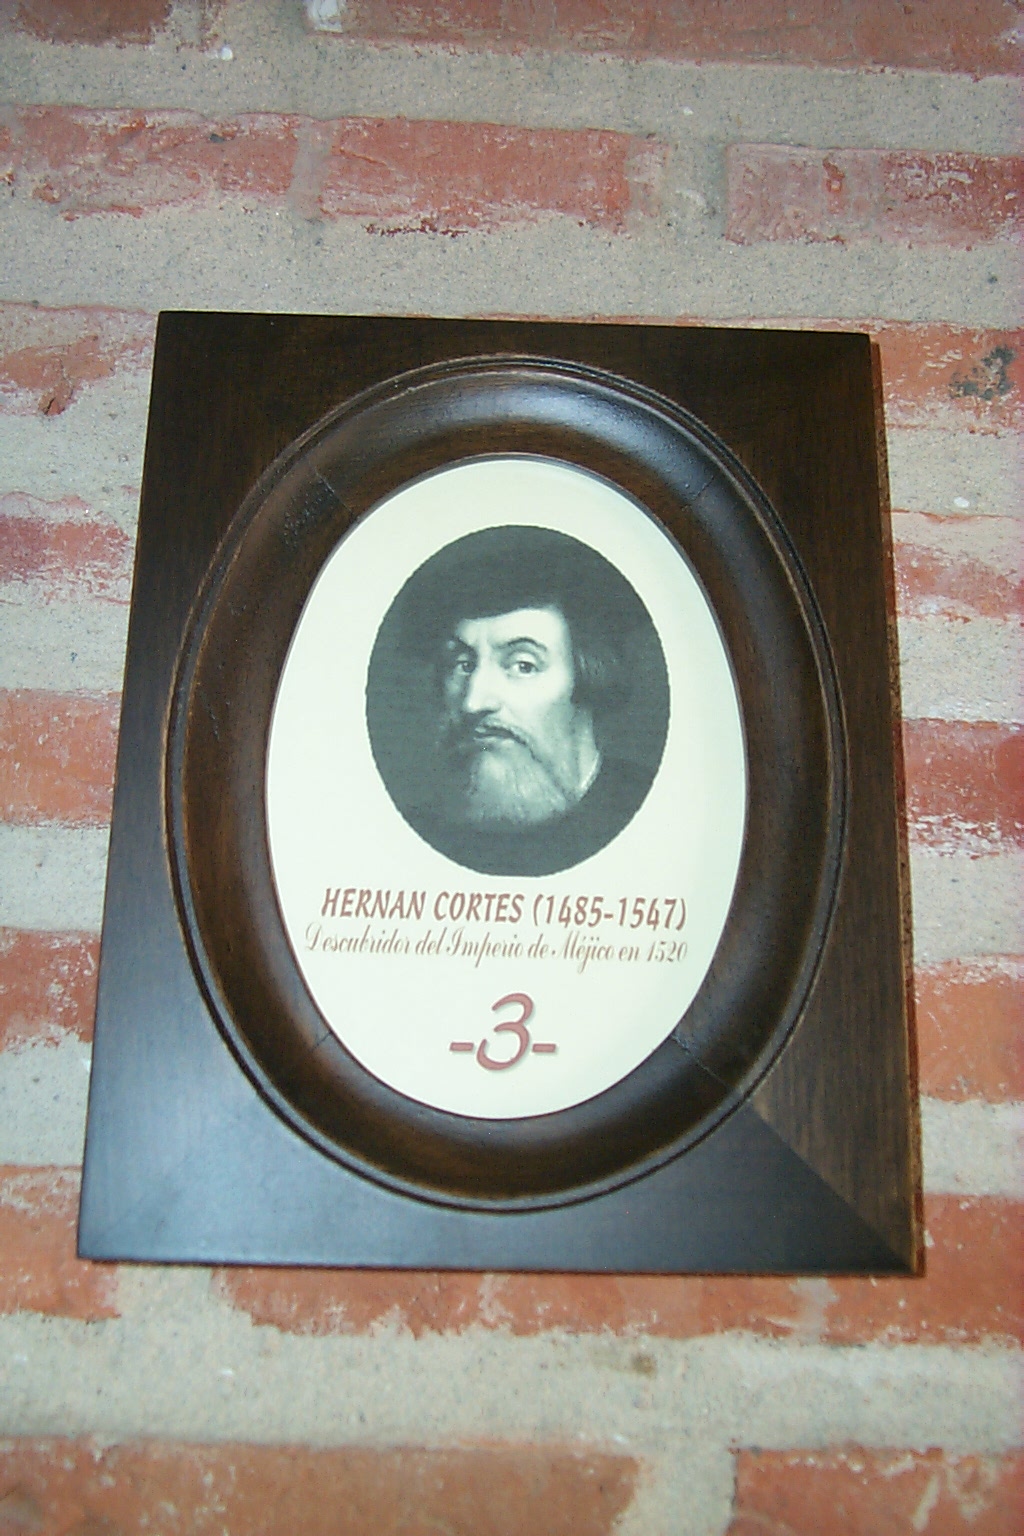 HERNAN CORTES (1485-1547)
Descubridor del Imperio de Méjico en 1520
-3-